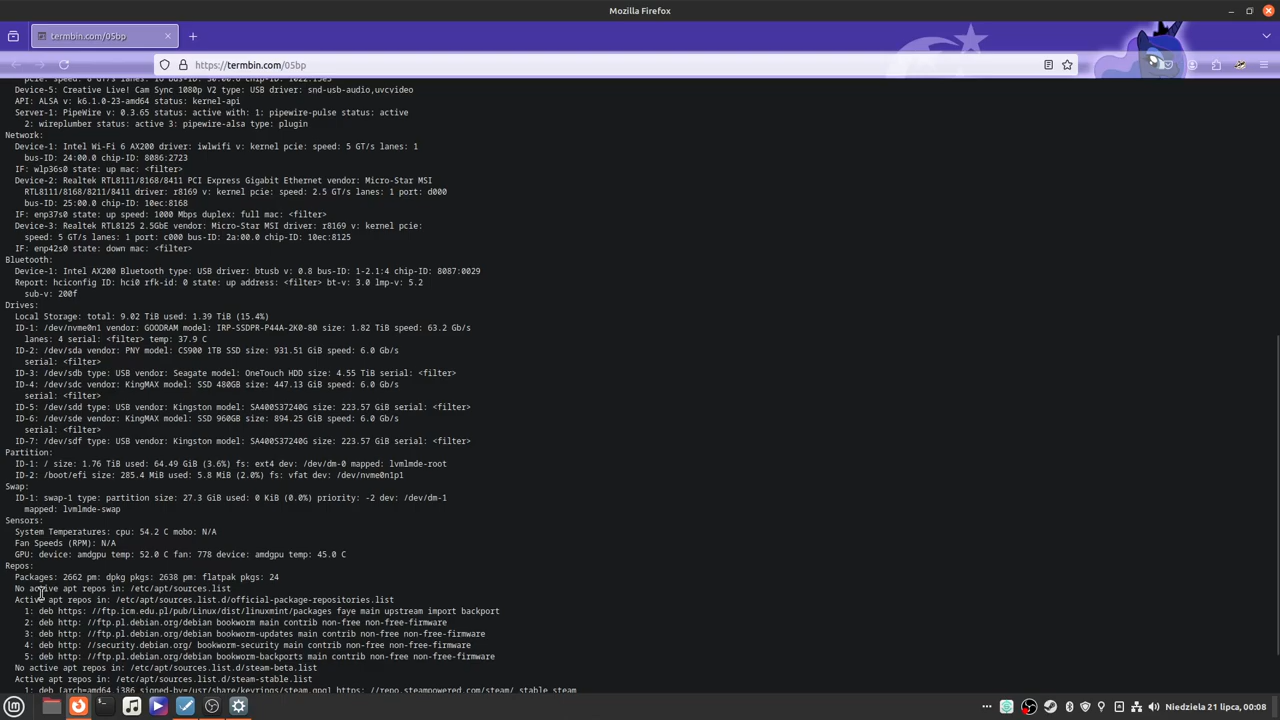 Mozilla Firefox
termbin.com/05bp
https://termbin.com/05bp
pcie: speed: 8 GT/s lanes: 16 bus-ID:
Device-5: Creative Live! Cam Sync 1080p V2 type: USB driver: snd-usb-audio,uvcvideo
API: ALSA v: k6.1.0-23-amd64 status: kernel-api
Server-1: PipeWire v: 0.3.65 status: active with: 1: pipewire-pulse status: active
2: wireplumber status: active 3: pipewire-alsa type: plugin
Network:
Device-1: Intel Wi-Fi 6 AX200 driver: iwlwifi v: kernel pcie: speed: 5 GT/s lanes: 1
bus-ID: 24:00.0 chip-ID: 8086:2723
IF: wlp36s0 state: up mac: <filter>
Device-2: Realtek RTL8111/8168/8411 PCI Express Gigabit Ethernet vendor: Micro-Star MSI
RTL8111/8168/8211/8411 driver: r8169 v: kernel pcie: speed: 2.5 GT/s lanes: 1 port: d000
bus-ID: 25:00.0 chip-ID: 10ec:8168
IF: enp37s0 state: up speed: 1000 Mbps duplex: full mac: <filter>
Device-3: Realtek RTL8125 2.5GbE vendor: Micro-Star MSI driver: r8169 v: kernel pcie:
speed: 5 GT/s lanes: 1 port: c000 bus-ID: 2a:00.0 chip-ID: 10ec:8125
IF: enp42s0 state: down mac: <filter>
Bluetooth:
Device-1: Intel AX200 Bluetooth type: USB driver: btusb v: 0.8 bus-ID: 1-2.1:4 chip-ID: 8087:0029
Report: hciconfig ID: hci0 rfk-id: 0 state: up address: <filter> bt-v: 3.0 lmp-v: 5.2
sub-v: 200f
Drives:
Local Storage: total: 9.02 TiB used: 1.39 TiB (15.4%)
ID-1: /dev/nvme0n1 vendor: GOODRAM model: IRP-SSDPR-P44A-2K0-80 size: 1.82 TiB speed: 63.2 Gb/s
lanes: 4 serial: <filter> temp: 37.9 C
ID-2: /dev/sda vendor: PNY model: CS900 1TB SSD size: 931.51 GiB speed: 6.0 Gb/s
serial: <filter>
ID-3: /dev/sdb type: USB vendor: Seagate model: OneTouch HDD size: 4.55 TiB serial: <filter>
ID-4: /dev/sdc vendor: KingMAX model: SSD 480GB size: 447.13 GiB speed: 6.0 Gb/s
serial: <filter>
ID-5: /dev/sdd type: USB vendor: Kingston model: SA400S37240G size: 223.57 GiB serial: <filter>
ID-6: /dev/sde vendor: KingMAX model: SSD 960GB size: 894.25 GiB speed: 6.0 Gb/s
serial: <filter>
ID-7: /dev/sdf type: USB vendor: Kingston model: SA400S37240G size: 223.57 GiB serial: <filter>
Partition:
ID-1: / size: 1.76 TiB used: 64.49 GiB (3.6%) fs: ext4 dev: /dev/dm-0 mapped: lvmlmde-root
ID-2: /boot/efi size: 285.4 MiB used: 5.8 MiB (2.0%) fs: vfat dev: /dev/nvme0n1p1
Swap:
ID-1: swap-1 type: partition size: 27.3 GiB used: 0 KiB (0.0%) priority: -2 dev: /dev/dm-1
mapped: lvmlmde-swap
Sensors:
System Temperatures: cpu: 54.2 C mobo: N/A
Fan Speeds (RPM): N/A
GPU: device: amdgpu temp: 52.0 C fan: 778 device: amdgpu temp: 45.0 C
Repos:
Packages: 2662 pm: dpkg pkgs: 2638 pm: flatpak pkgs: 24
No active apt repos in: /etc/apt/sources.list
Active apt repos in: /etc/apt/sources.list.d/official-package-repositories.list
1: deb https: //ftp.icm.edu.pl/pub/Linux/dist/linuxmint/packages faye main upstream import backport
2: deb http: //ftp.pl.debian.org/debian bookworm main contrib non-free non-free-firmware
3: deb http: //ftp.pl.debian.org/debian bookworm-updates main contrib non-free non-free-firmware
4: deb http: //security.debian.org/ bookworm-security main contrib non-free non-free-firmware
5: deb http: //ftp.pl.debian.org/debian bookworm-backports main contrib non-free non-free-firmware
No active apt repos in: /etc/apt/sources.list.d/steam-beta.list
Active apt repos in: /etc/apt/sources.list.d/steam-stable.list
1: deb [arch=amd64,i386 signed-by=/usr/share/keyrings/steam.gpg] https: //repo.steampowered.com/steam/ stable steam
Niedziela 21 lipca, 00:08